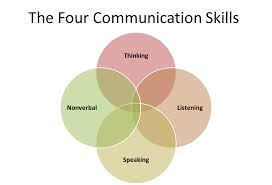 The Four Communication Skills
Thinking
Nonverbal
Listening
Speaking